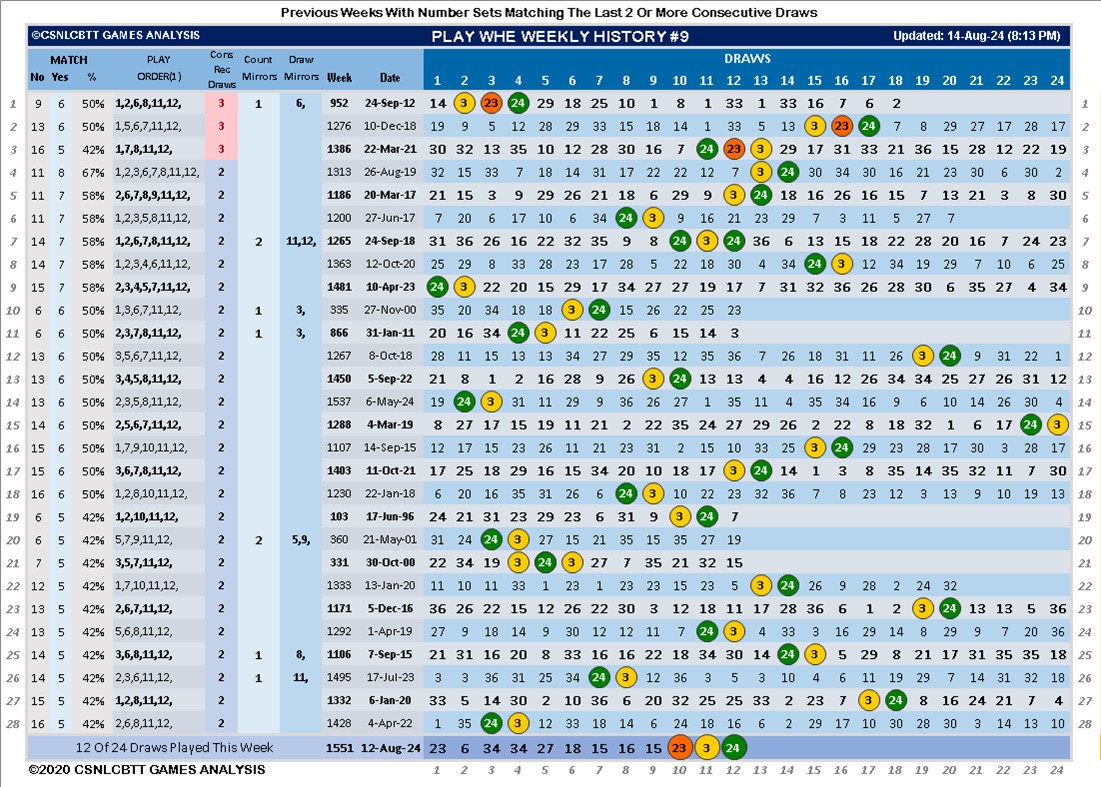 Previous Weeks With Number Sets Matching The Last 2 Or More Consecutive Draws
©CSNLCBTT GAMES ANALYSIS PLAY WHE WEEKLY HISTORY #9 Updated: 14-Aug-24 (8:13 PM)
MATCH PLAY Cons Count Draw DRAWS
No Yes % ORDER(1) Rec Draws Mirrors Mirrors Week Date 1 2 3 4 5 6 7 8 9 10 11 12 13 14 15 16 17 18 19 20 21 22 23 24
1 9 6 50% 1,2,6,8,11,12, 3 1 6, 952 24-Sep-12 14 3 23 24 29 18 25 10 1 8 1 33 1 33 16 7 6 2 1
2 13 6 50% 1,5,6,7,11,12, 3 1276 10-Dec-18 19 9 5 12 28 29 33 15 18 14 1 33 5 13 3 23 24 7 8 29 27 17 28 17 2
3 16 5 42% 1,7,8,11,12, 3 1386 22-Mar-21 30 32 13 35 10 12 28 30 16 7 24 23 3 29 17 31 33 21 36 15 28 12 22 19 3
4 11 8 67% 1,2,3,6,7,8,11,12, 2 1313 26-Aug-19 32 15 33 7 18 14 31 17 22 22 12 7 3 24 30 34 30 16 21 23 30 6 30 2 4
5 11 7 58% 2,6,7,8,9,11,12, 2 1186 20-Mar-17 21 15 3 9 29 26 21 18 6 29 9 3 24 18 16 26 16 15 7 13 21 3 8 30 5
6 11 7 58% 1,2,3,5,8,11,12, 2 1200 27-Jun-17 7 20 6 17 10 6 34 24 3 9 16 21 23 29 7 3 11 5 27 7 6
7 14 7 58% 1,2,6,7,8,11,12, 2 2 11,12, 1265 24-Sep-18 31 36 26 16 22 32 35 9 8 24 3 24 36 6 13 15 18 22 28 20 16 7 24 23 7
8 14 7 58% 1,2,3,4,6,11,12, 2 1363 12-Oct-20 25 29 8 33 28 23 17 28 5 22 18 30 4 34 24 3 12 34 19 29 7 10 6 25 8
9 15 7 58% 2,3,4,5,7,11,12, 2 1481 10-Apr-23 24 3 22 20 15 29 17 34 27 27 19 17 7 31 32 36 26 28 30 6 35 27 4 34 9
10 6 6 50% 1,3,6,7,11,12, 2 1 3, 335 27-Nov-00 35 20 34 18 18 3 24 15 26 22 25 23 10
11 6 6 50% 2,3,7,8,11,12, 2 1 3, 866 31-Jan-11 20 16 34 24 3 11 22 25 6 15 14 3 11
12 13 6 50% 3,5,6,7,11,12, 2 1267 8-Oct-18 28 11 15 13 13 34 27 29 35 12 35 36 7 26 18 31 11 26 3 24 9 31 22 1 12
13 13 6 50% 3,4,5,8,11,12, 2 1450 5-Sep-22 21 8 1 2 16 28 9 26 3 24 13 13 4 4 16 12 26 34 34 25 27 26 31 12 13
14 13 6 50% 2,3,5,8,11,12, 2 1537 6-May-24 19 24 3 31 11 29 9 36 26 27 1 35 11 4 35 34 16 9 6 10 14 26 30 4 14
15 14 6 50% 2,5,6,7,11,12, 2 1288 4-Mar-19 8 27 17 15 19 11 21 2 22 35 24 27 29 26 2 22 8 18 32 1 6 17 24 3 15
16 15 6 50% 1,7,9,10,11,12, 2 1107 14-Sep-15 12 17 15 23 26 11 21 23 31 2 15 12 10 33 3 24 29 23 28 17 30 3 28 17 16
17 15 6 50% 3,6,7,8,11,12, 2 1403 11-Oct-21 17 25 18 29 16 15 34 20 10 18 17 3 24 14 1 3 8 35 14 35 32 11 7 30 17
18 16 6 50% 1,2,8,10,11,12, 2 1230 22-Jan-18 6 20 16 35 31 26 6 24 3 10 22 23 32 36 7 8 23 12 3 13 9 10 19 13 18
19 6 5 42% 1,2,10,11,12, 2 103 17-Jun-96 24 21 31 23 29 23 6 31 9 3 24 7 19
20 6 5 42% 5,7,9,11,12, 2 2 5,9, 360 21-May-01 31 24 24 3 27 15 21 35 15 35 27 19 20
21 7 5 42% 3,5,7,11,12, 2 331 30-Oct-00 22 34 19 3 24 3 27 7 35 21 32 15 21
22 12 5 42% 1,7,10,11,12, 2 1333 13-Jan-20 11 10 11 33 1 23 1 23 23 15 23 5 3 24 26 9 28 2 24 32 22
23 13 5 42% 2,6,7,11,12, 2 1171 5-Dec-16 36 26 22 15 12 26 22 30 3 12 18 11 17 28 36 6 1 2 3 24 13 13 5 36 23
24 13 5 42% 5,6,8,11,12, 2 1292 1-Apr-19 27 9 18 14 9 30 12 12 11 7 24 3 4 33 3 16 29 14 8 29 9 7 20 36 24
25 14 5 42% 3,6,8,11,12, 2 1 8, 1106 7-Sep-15 21 31 16 20 8 33 16 16 22 18 34 30 14 24 3 5 29 8 21 17 31 35 35 18 25
26 14 5 42% 2,3,6,11,12, 2 1 11, 1495 17-Jul-23 3 3 36 31 25 34 24 3 12 36 3 5 3 10 4 6 11 19 29 7 14 31 32 18 26
27 15 5 42% 1,2,8,11,12, 2 1332 6-Jan-20 33 5 14 30 2 10 36 6 20 32 25 25 33 2 23 7 3 24 8 16 24 21 7 4 27
28 16 5 42% 2,6,8,11,12, 2 1428 4-Apr-22 1 35 24 3 12 33 18 14 6 24 18 16 6 2 29 17 10 30 20 30 3 14 13 10 28
12 Of 24 Draws Played This Week 1551 12-Aug-24 23 6 34 34 27 18 15 16 15 23 3 24
©2020 CSNLCBTT GAMES ANALYSIS 1 2 3 4 5 6 7 8 9 10 11 12 13 14 15 16 17 18 19 20 21 22 23 24